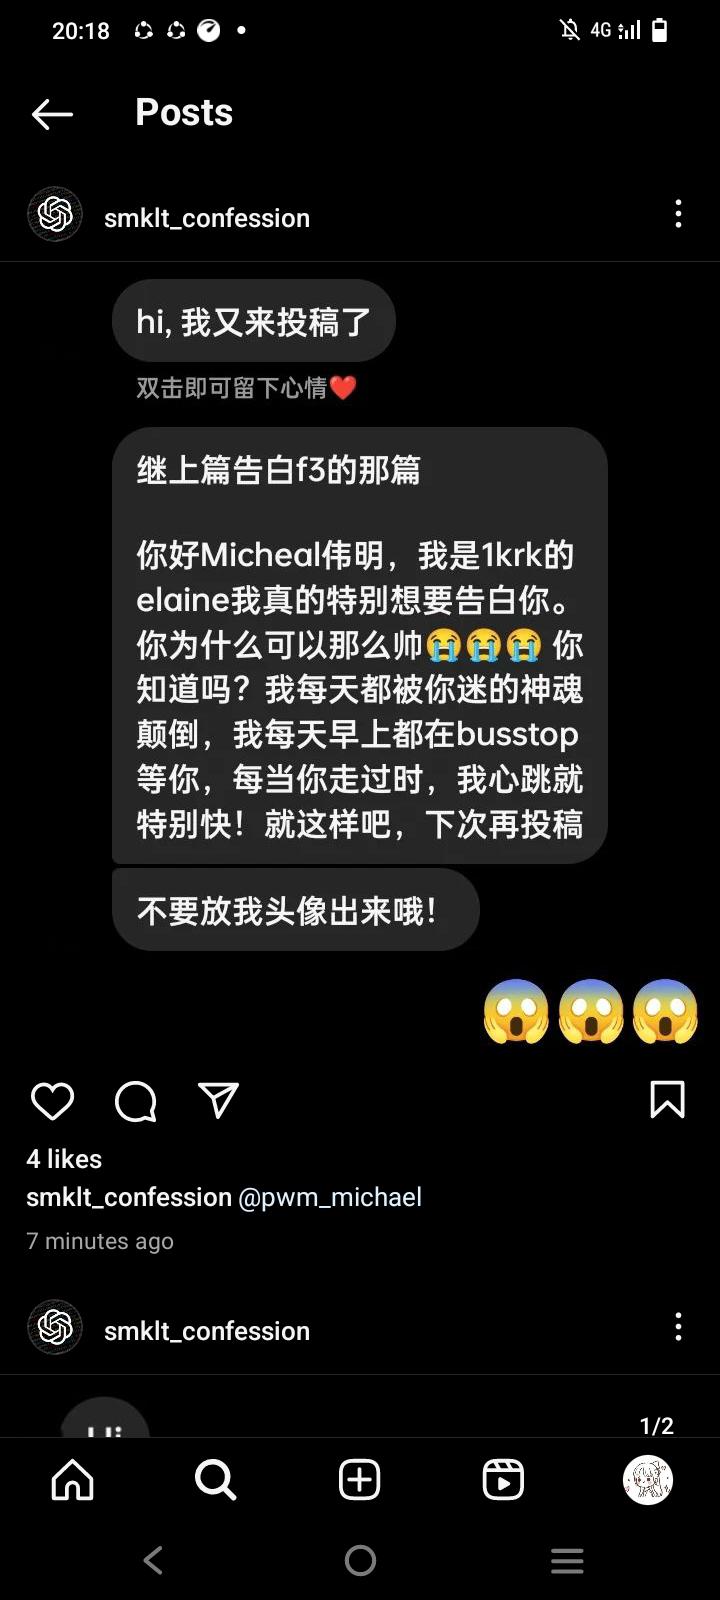 20:18
4G
Posts
smklt_confession
hi, 我又来投稿了
双击即可留下心情❤️
继上篇告白f3的那篇
你好Micheal伟明，我是1krk的
elaine我真的特别想要告白你。
你为什么可以那么帅😭😭😭 你
知道吗？我每天都被你迷的神魂
颠倒，我每天早上都在busstop
等你，每当你走过时，我心跳就
特别快！就这样吧，下次再投稿
不要放我头像出来哦！
😱😱😱
4 likes
smklt_confession @pwm_michael
7 minutes ago
smklt_confession
Hi
1/2